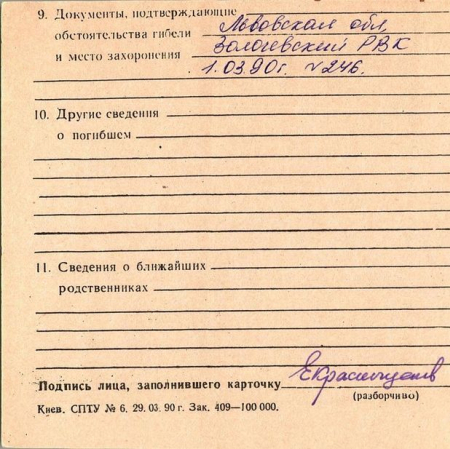 9. Документы, подтверждающие Львовская обл,
обстоятельства гибели Золочевский РВК
и место захоронения 1.03.90г. №246.
10. Другие сведения
о погибшем
11. Сведения о ближайших
родственниках
Подпись лица, заполнившего карточку
(разборчиво)
Киев. СПТУ № 6. 29. 03. 90 г. Зак. 409—100 000.